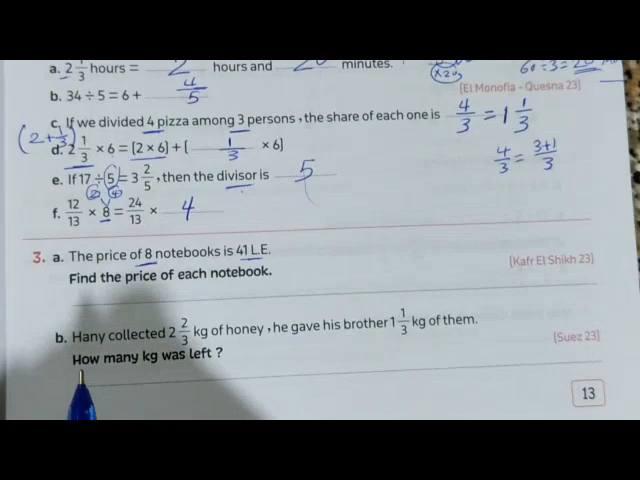 a. 2 1/3 hours = 2 hours and 20 minutes.
60 ÷ 3 = 20
b. 34 ÷ 5 = 6 + 4/5
[El Monofia - Quesna 23]
c. If we divided 4 pizza among 3 persons , the share of each one is 4/3 = 1 1/3
(2 + 1/3)
d. 2 1/3 × 6 = [2 × 6] + [ 1/3 × 6]
4/3 = 3+1/3
e. If 17 ÷ 5 = 3 2/5 , then the divisor is 5
f. 12/13 × 8 = 24/13 × 4
3. a. The price of 8 notebooks is 41 L.E.
Find the price of each notebook.
[Kafr El Shikh 23]
b. Hany collected 2 2/3 kg of honey , he gave his brother 1 1/3 kg of them.
How many kg was left ?
[Suez 23]
13